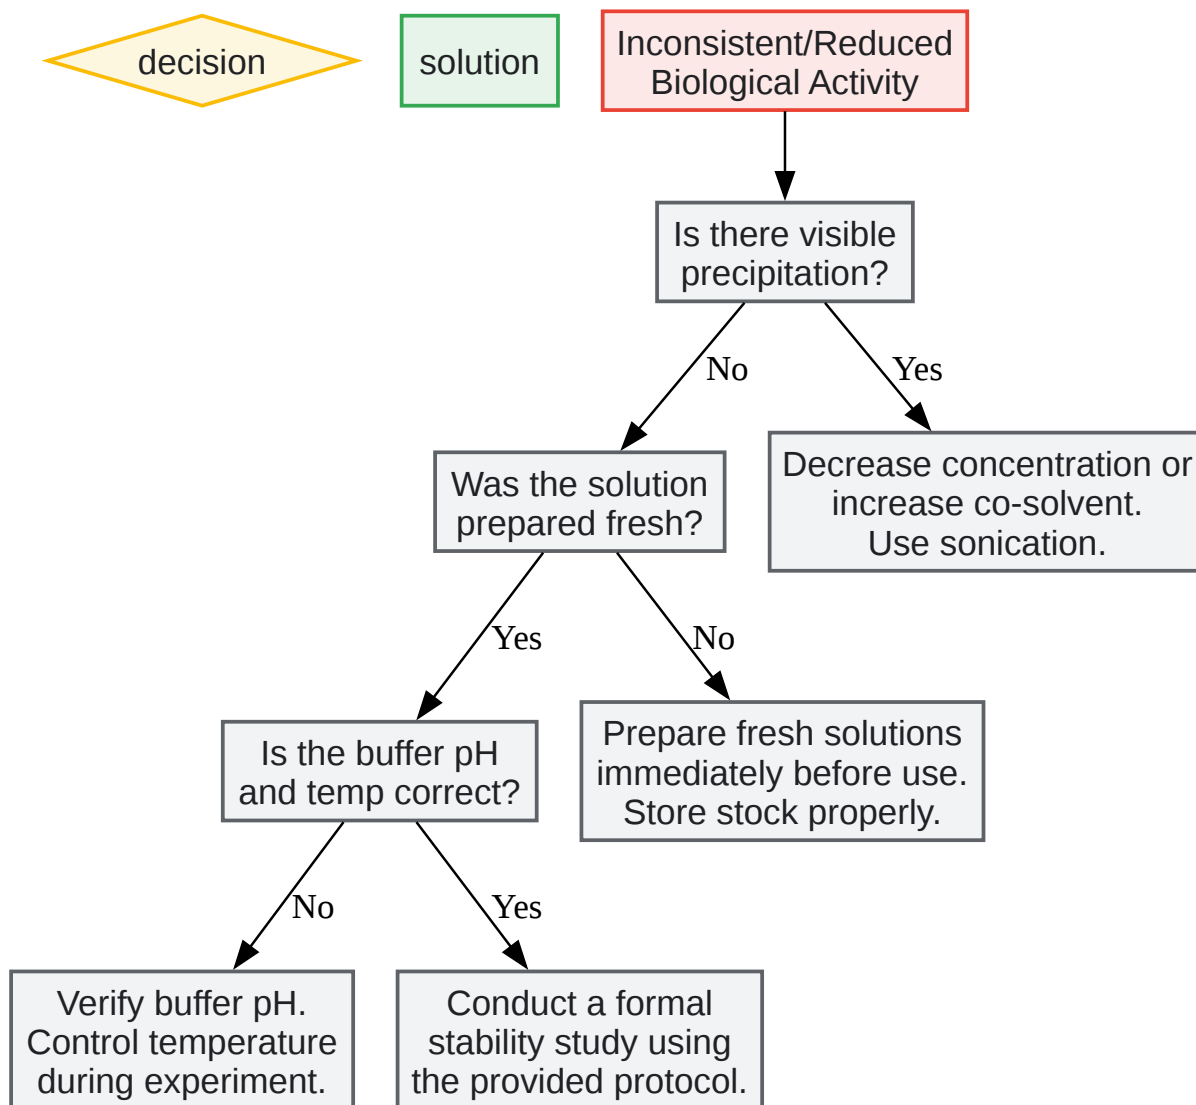 decision
solution
Inconsistent/Reduced
Biological Activity
Is there visible
precipitation?
No
Yes
Was the solution
prepared fresh?
Decrease concentration or
increase co-solvent.
Use sonication.
Yes
No
Is the buffer pH
and temp correct?
Prepare fresh solutions
immediately before use.
Store stock properly.
No
Yes
Verify buffer pH.
Control temperature
during experiment.
Conduct a formal
stability study using
the provided protocol.